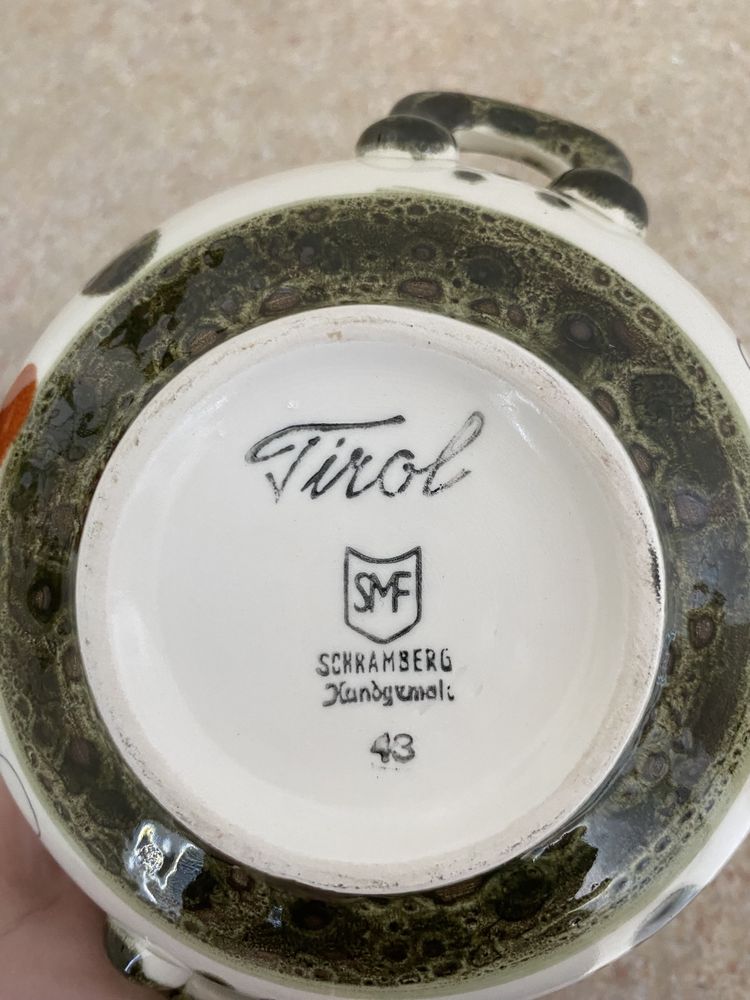 Tirol
SMF
SCHRAMBERG
Handgemalt
43